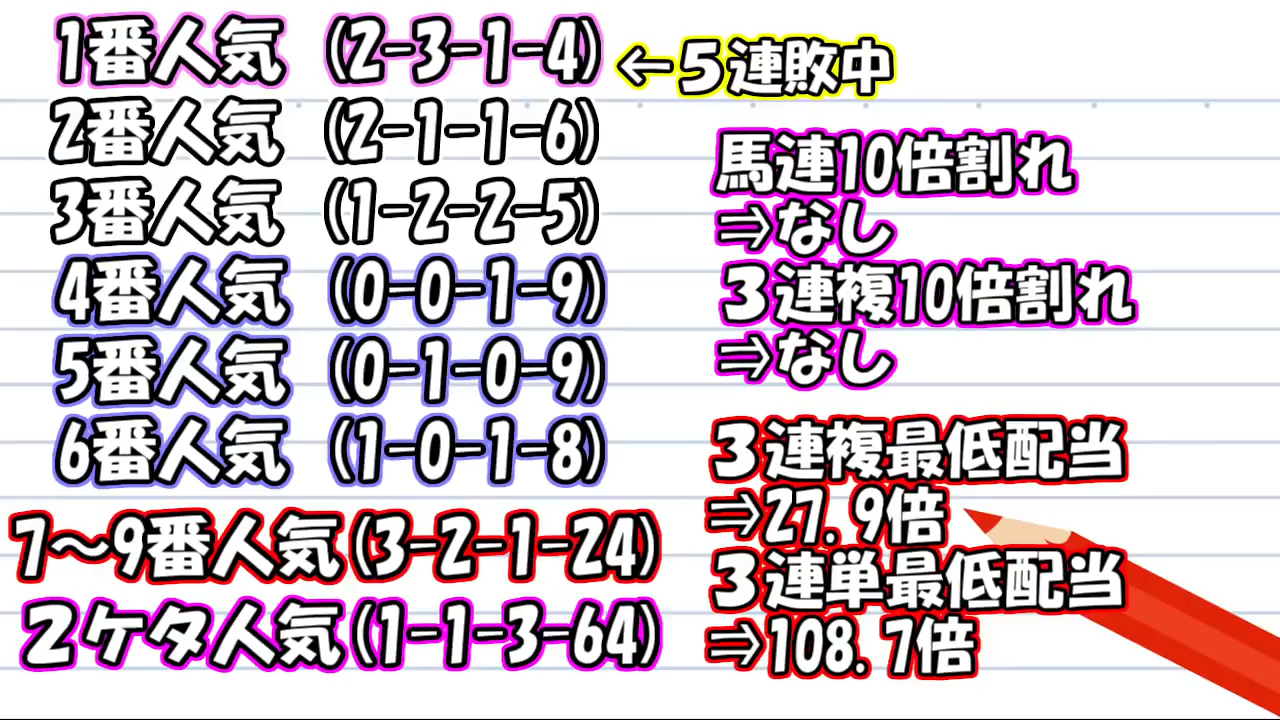 1番人気 (2-3-1-4)
←5連敗中
2番人気 (2-1-1-6)
3番人気 (1-2-2-5)
4番人気 (0-0-1-9)
5番人気 (0-1-0-9)
6番人気 (1-0-1-8)
7～9番人気(3-2-1-24)
2ケタ人気(1-1-3-64)
馬連10倍割れ
⇒なし
3連複10倍割れ
⇒なし
3連複最低配当
⇒27.9倍
3連単最低配当
⇒108.7倍